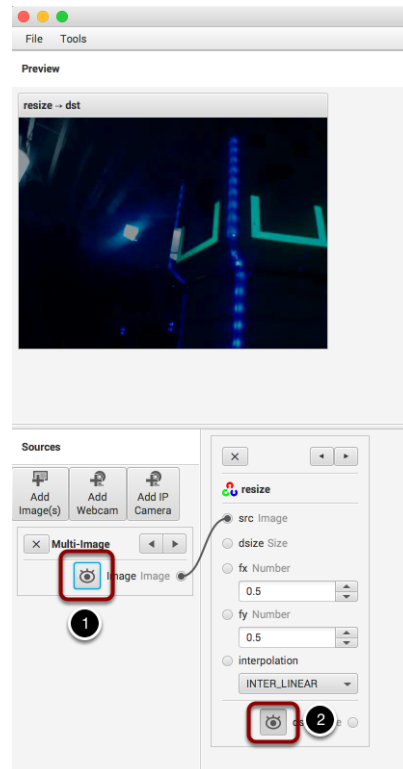 File Tools
Preview
resize → dst
Sources
Add Image(s)
Add Webcam
Add IP Camera
Multi-Image
Image Image
1
resize
src Image
dsize Size
fx Number
0.5
fy Number
0.5
interpolation
INTER_LINEAR
2